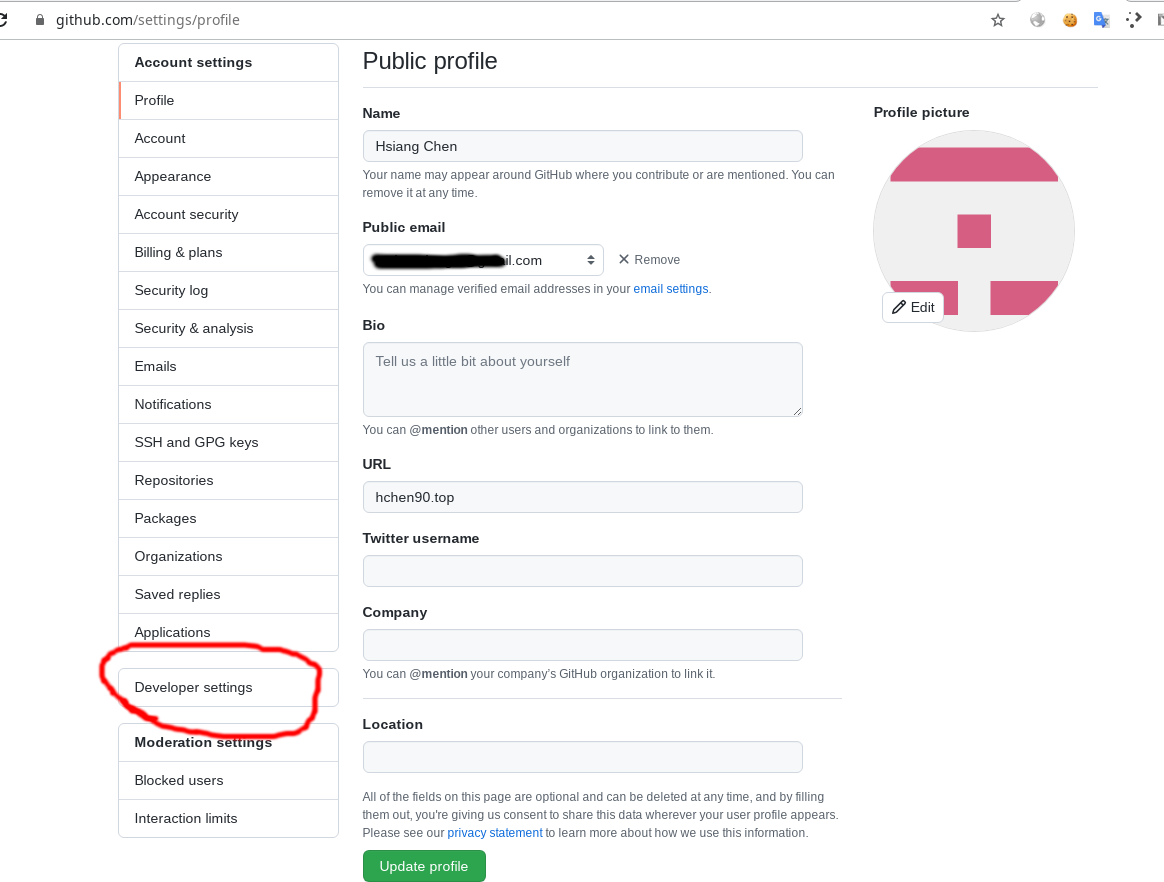 github.com/settings/profile
Account settings
Profile
Account
Appearance
Account security
Billing & plans
Security log
Security & analysis
Emails
Notifications
SSH and GPG keys
Repositories
Packages
Organizations
Saved replies
Applications
Developer settings
Moderation settings
Blocked users
Interaction limits
Public profile
Name
Hsiang Chen
Your name may appear around GitHub where you contribute or are mentioned. You can
remove it at any time.
Public email
il.com
Remove
You can manage verified email addresses in your email settings.
Bio
Tell us a little bit about yourself
You can @mention other users and organizations to link to them.
URL
hchen90.top
Twitter username
Company
You can @mention your company's GitHub organization to link it.
Location
All of the fields on this page are optional and can be deleted at any time, and by filling
them out, you're giving us consent to share this data wherever your user profile appears.
Please see our privacy statement to learn more about how we use this information.
Update profile
Profile picture
Edit